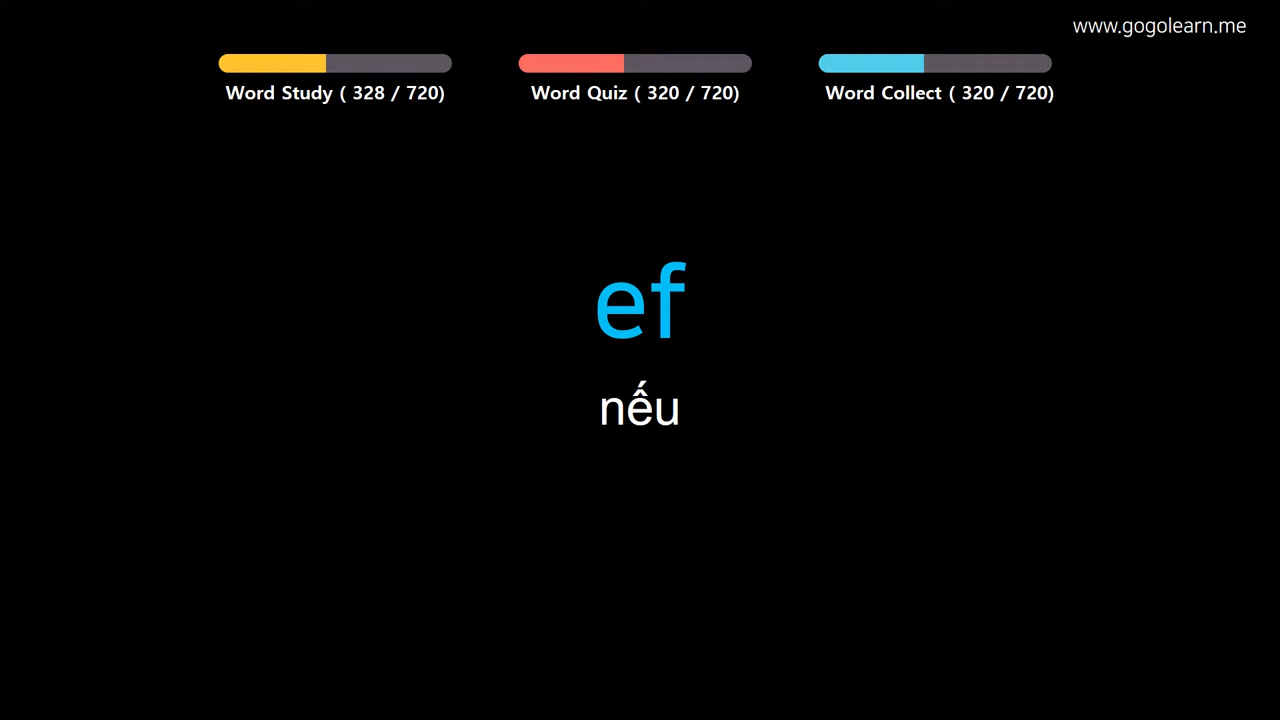 www.gogolearn.me
Word Study ( 328 / 720)
Word Quiz ( 320 / 720)
Word Collect ( 320 / 720)
ef
nếu